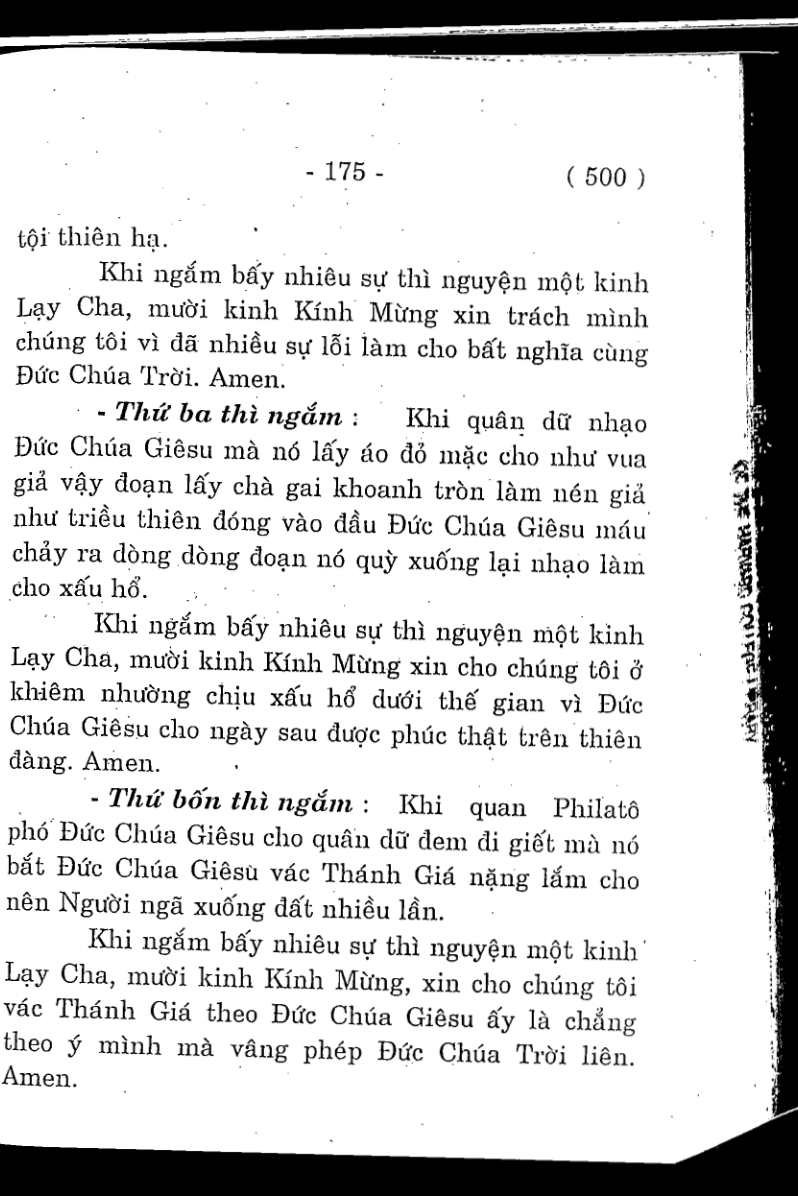 - 175 - ( 500 )
tội thiên hạ.
Khi ngắm bấy nhiêu sự thì nguyện một kinh
Lạy Cha, mười kinh Kính Mừng xin trách mình
chúng tôi vì đã nhiều sự lỗi làm cho bất nghĩa cùng
Đức Chúa Trời. Amen.
- Thứ ba thì ngắm : Khi quân dữ nhạo
Đức Chúa Giêsu mà nó lấy áo đỏ mặc cho như vua
giả vậy đoạn lấy chà gai khoanh tròn làm nén giả
như triều thiên đóng vào đầu Đức Chúa Giêsu máu
chảy ra dòng dòng đoạn nó quỳ xuống lại nhạo làm
cho xấu hổ.
Khi ngắm bấy nhiêu sự thì nguyện một kinh
Lạy Cha, mười kinh Kính Mừng xin cho chúng tôi ở
khiêm nhường chịu xấu hổ dưới thế gian vì Đức
Chúa Giêsu cho ngày sau được phúc thật trên thiên
đàng. Amen.
- Thứ bốn thì ngắm : Khi quan Philatô
phó Đức Chúa Giêsu cho quân dữ đem đi giết mà nó
bắt Đức Chúa Giêsù vác Thánh Giá nặng lắm cho
nên Người ngã xuống đất nhiều lần.
Khi ngắm bấy nhiêu sự thì nguyện một kinh
Lạy Cha, mười kinh Kính Mừng, xin cho chúng tôi
vác Thánh Giá theo Đức Chúa Giêsu ấy là chẳng
theo ý mình mà vâng phép Đức Chúa Trời liên.
Amen.